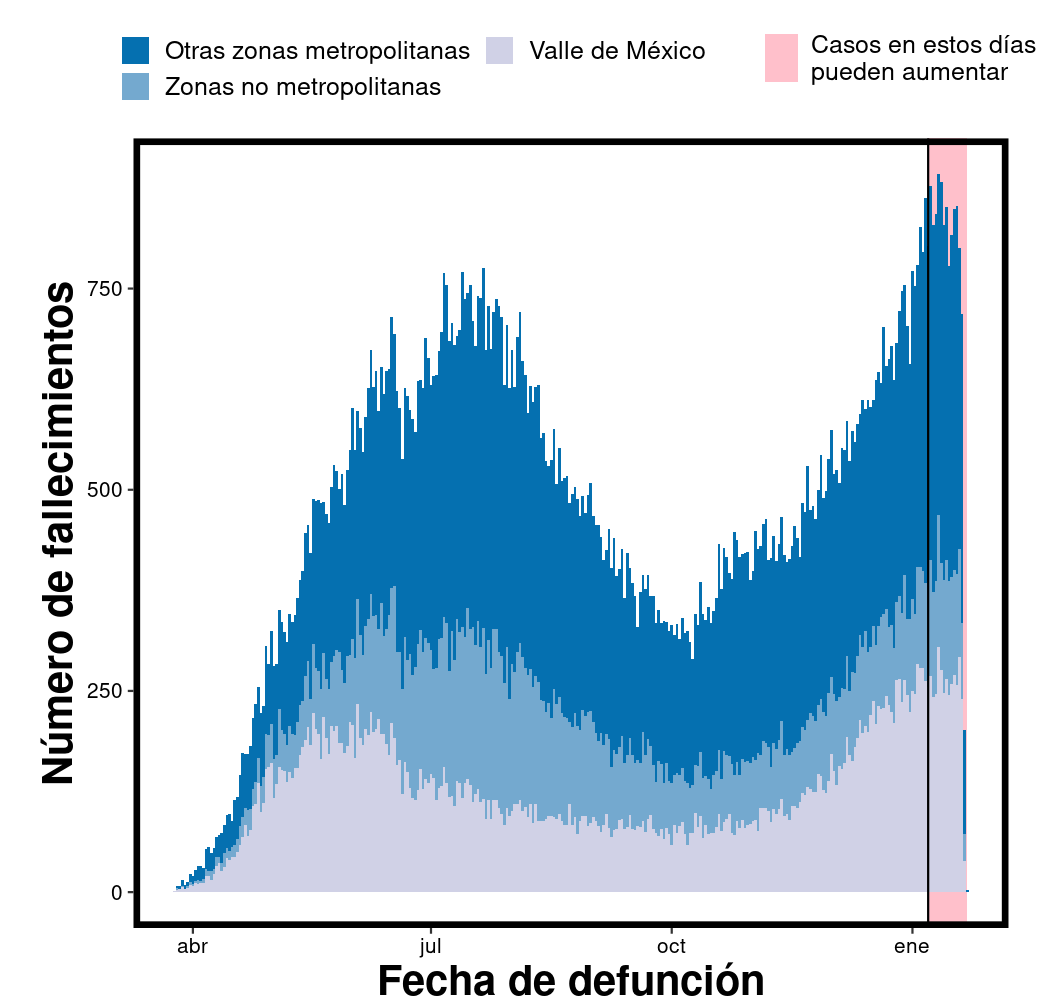 Otras zonas metropolitanas
Zonas no metropolitanas
Valle de México
Casos en estos días
pueden aumentar
Número de fallecimientos
750
500
250
0
abr
jul
oct
ene
Fecha de defunción